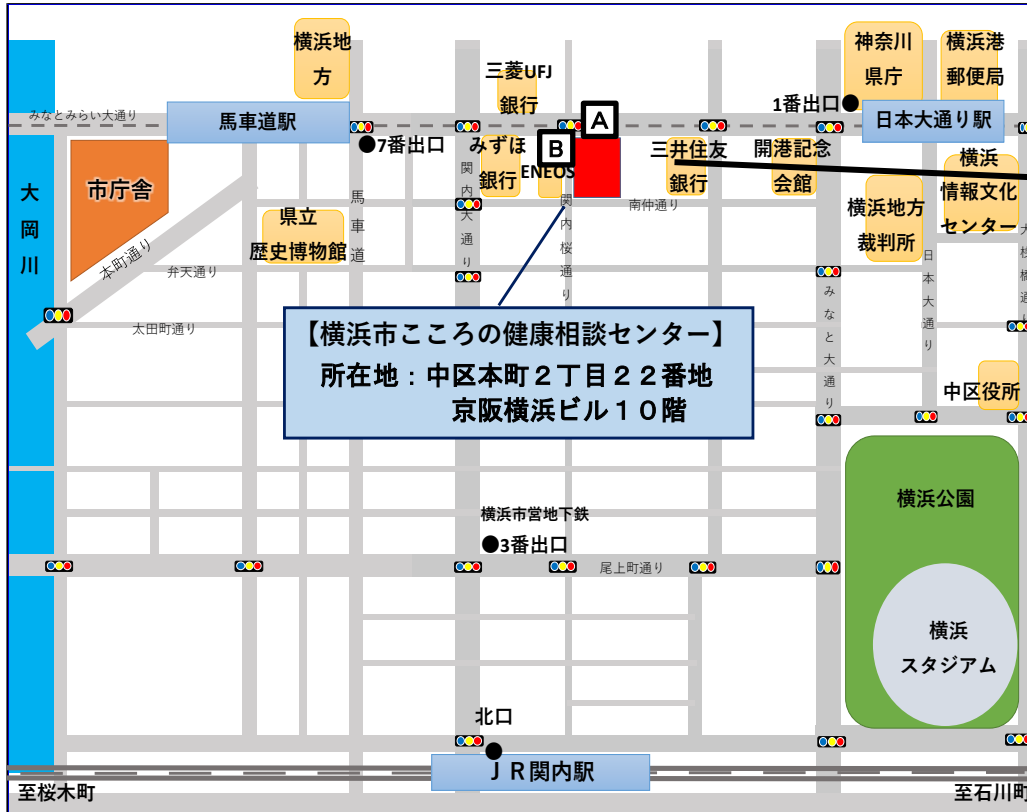 横浜地
方
神奈川
県庁
横浜港
郵便局
三菱UFJ
銀行
みなとみらい大通り
馬車道駅
A
1番出口
日本大通り駅
7番出口
みずほ
銀行
B
ENEOS
三井住友
銀行
開港記念
会館
横浜
情報文化
センター
大岡川
市庁舎
本町通り
県立
歴史博物館
馬車道
関内大通り
関内桜通り
南仲通り
横浜地方
裁判所
弁天通り
太田町通り
みなと大通り
日本大通り
大桟橋通り
【横浜市こころの健康相談センター】
所在地：中区本町２丁目２２番地
京阪横浜ビル１０階
中区役所
横浜公園
横浜市営地下鉄
3番出口
尾上町通り
横浜
スタジアム
北口
ＪＲ関内駅
至桜木町
至石川町